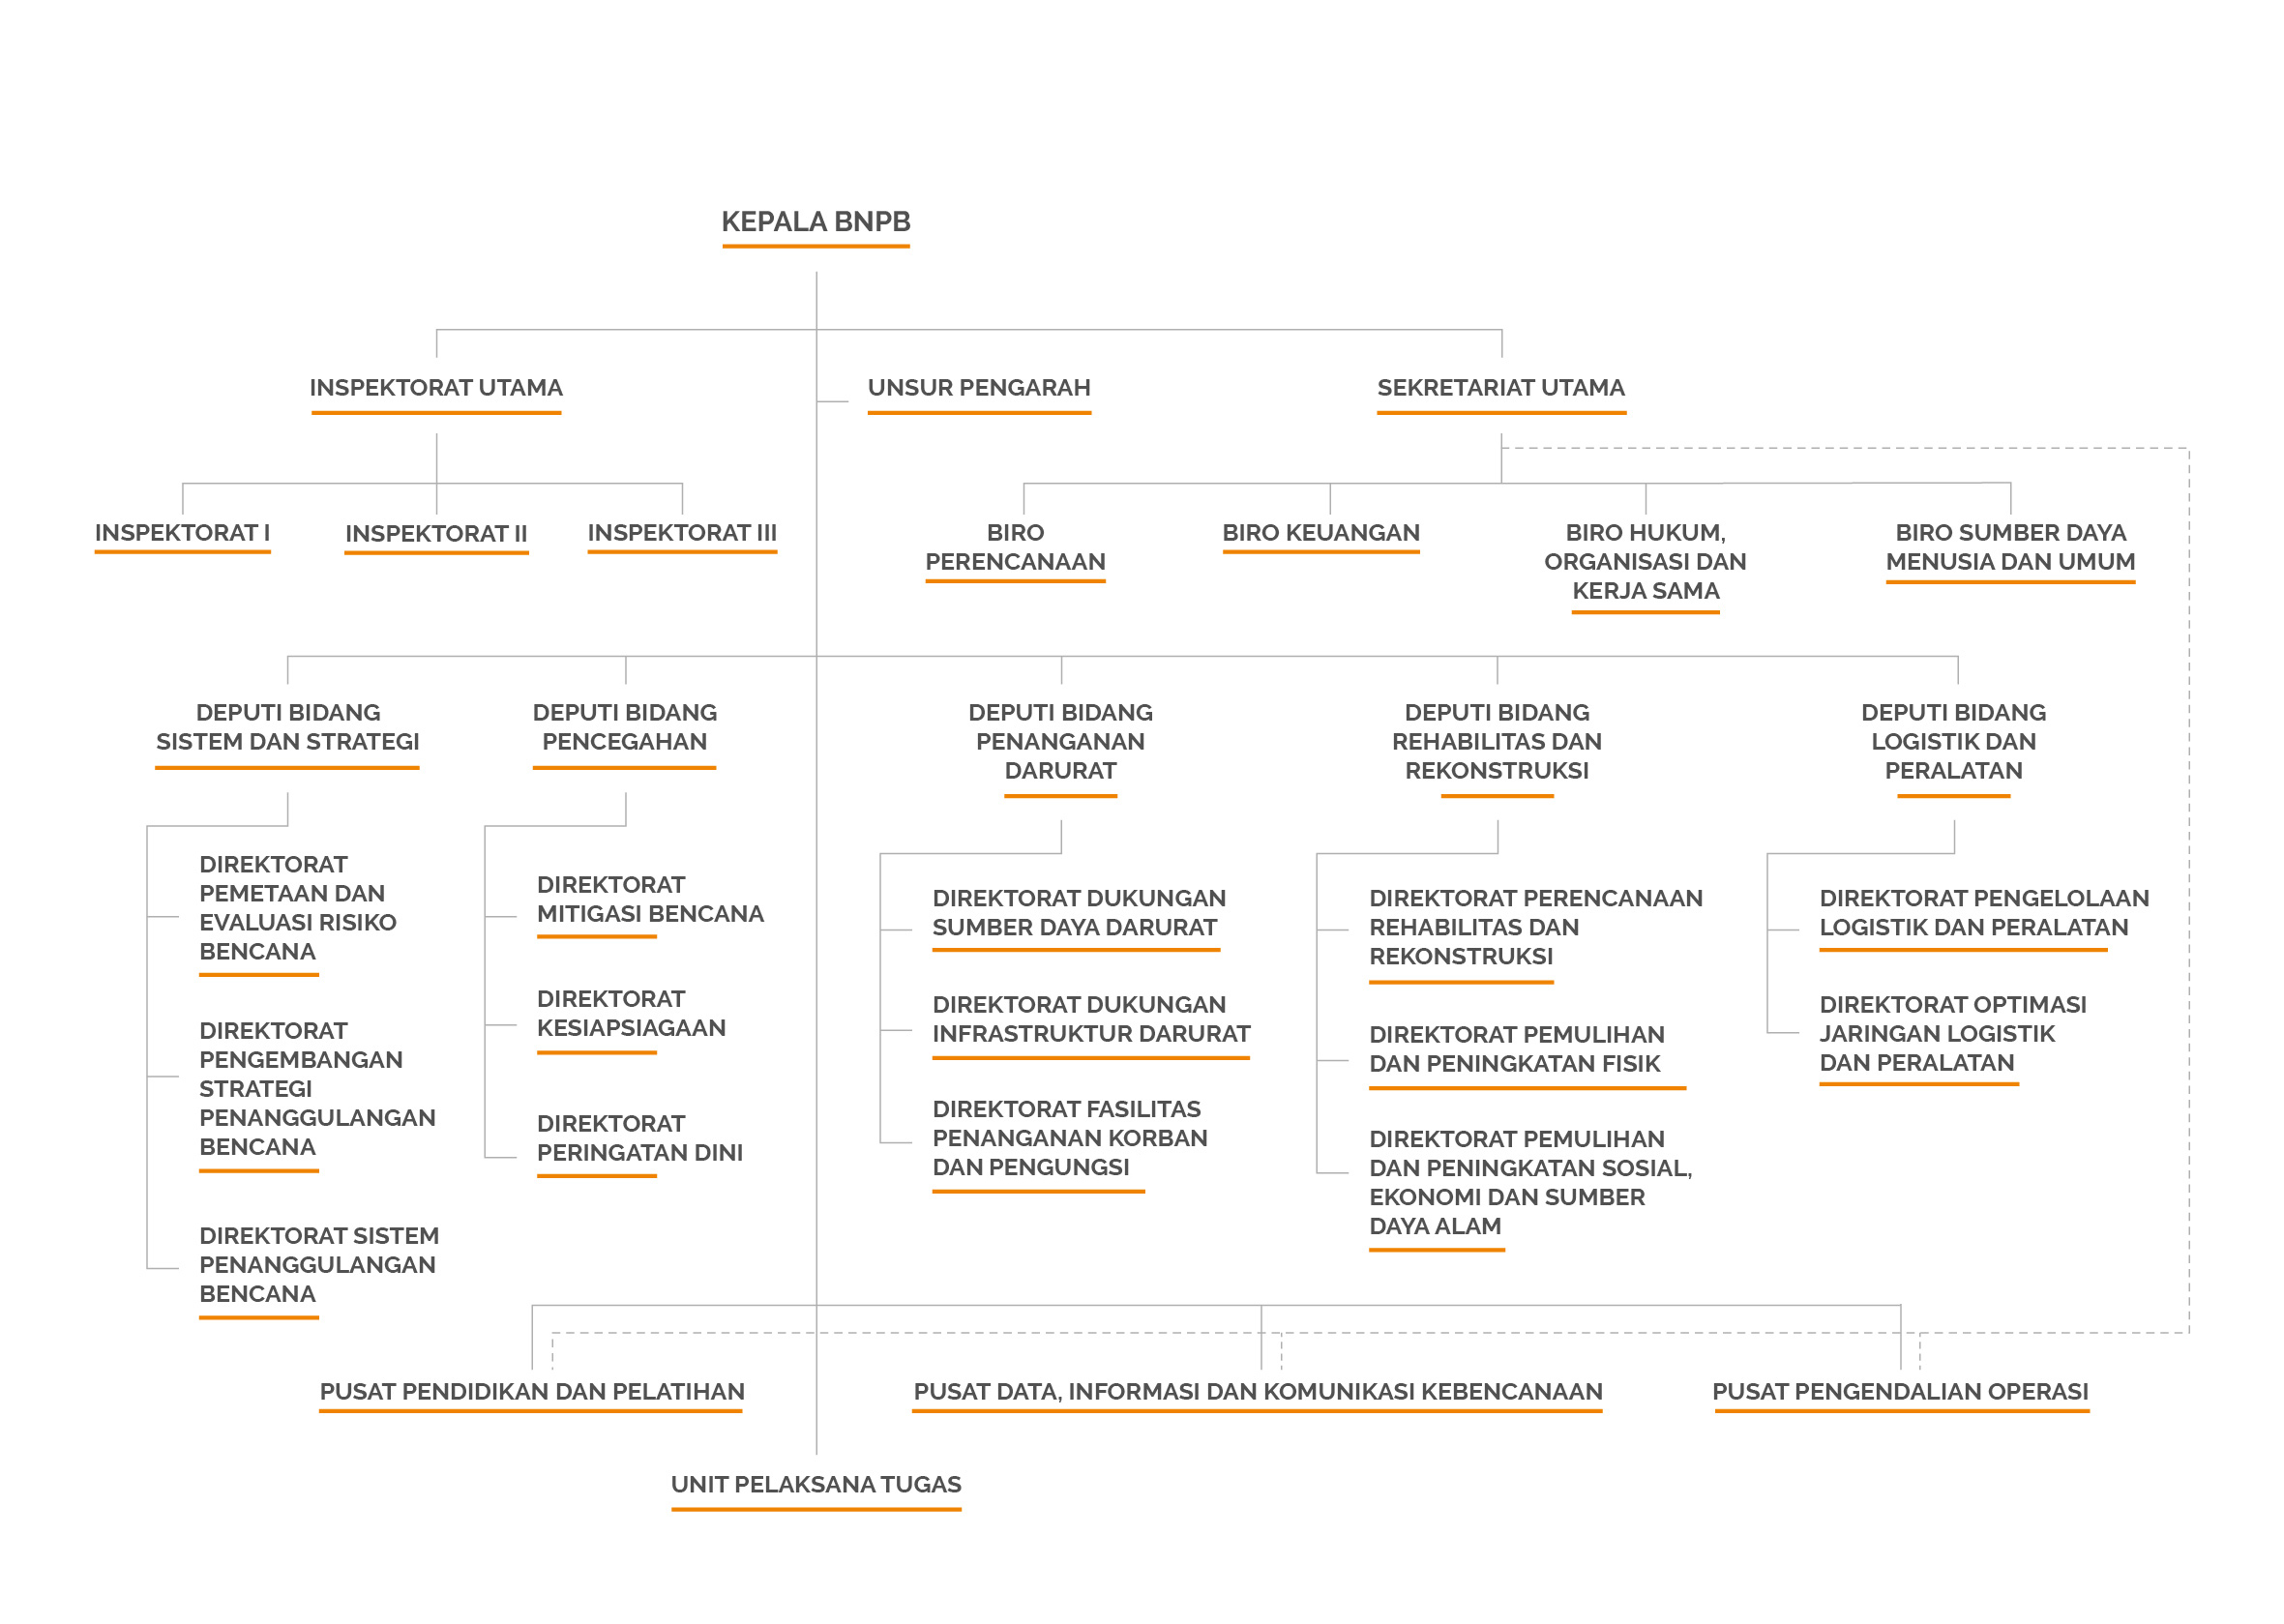 KEPALA BNPB
INSPEKTORAT UTAMA
UNSUR PENGARAH
SEKRETARIAT UTAMA
INSPEKTORAT I
INSPEKTORAT II
INSPEKTORAT III
BIRO
PERENCANAAN
BIRO KEUANGAN
BIRO HUKUM,
ORGANISASI DAN
KERJA SAMA
BIRO SUMBER DAYA
MENUSIA DAN UMUM
DEPUTI BIDANG
SISTEM DAN STRATEGI
DEPUTI BIDANG
PENCEGAHAN
DEPUTI BIDANG
PENANGANAN
DARURAT
DEPUTI BIDANG
REHABILITAS DAN
REKONSTRUKSI
DEPUTI BIDANG
LOGISTIK DAN
PERALATAN
DIREKTORAT
PEMETAAN DAN
EVALUASI RISIKO
BENCANA
DIREKTORAT
PENGEMBANGAN
STRATEGI
PENANGGULANGAN
BENCANA
DIREKTORAT SISTEM
PENANGGULANGAN
BENCANA
DIREKTORAT
MITIGASI BENCANA
DIREKTORAT
KESIAPSIAGAAN
DIREKTORAT
PERINGATAN DINI
DIREKTORAT DUKUNGAN
SUMBER DAYA DARURAT
DIREKTORAT DUKUNGAN
INFRASTRUKTUR DARURAT
DIREKTORAT FASILITAS
PENANGANAN KORBAN
DAN PENGUNGSI
DIREKTORAT PERENCANAAN
REHABILITAS DAN
REKONSTRUKSI
DIREKTORAT PEMULIHAN
DAN PENINGKATAN FISIK
DIREKTORAT PEMULIHAN
DAN PENINGKATAN SOSIAL,
EKONOMI DAN SUMBER
DAYA ALAM
DIREKTORAT PENGELOLAAN
LOGISTIK DAN PERALATAN
DIREKTORAT OPTIMASI
JARINGAN LOGISTIK
DAN PERALATAN
PUSAT PENDIDIKAN DAN PELATIHAN
PUSAT DATA, INFORMASI DAN KOMUNIKASI KEBENCANAAN
PUSAT PENGENDALIAN OPERASI
UNIT PELAKSANA TUGAS